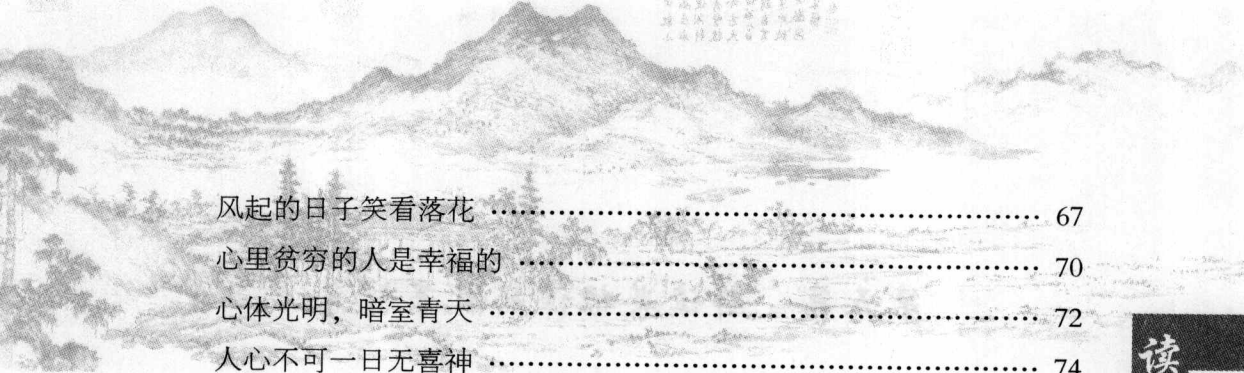 风起的日子笑看落花 …… 67
心里贫穷的人是幸福的 …… 70
心体光明，暗室青天 …… 72
人心不可一日无喜神 …… 74
读